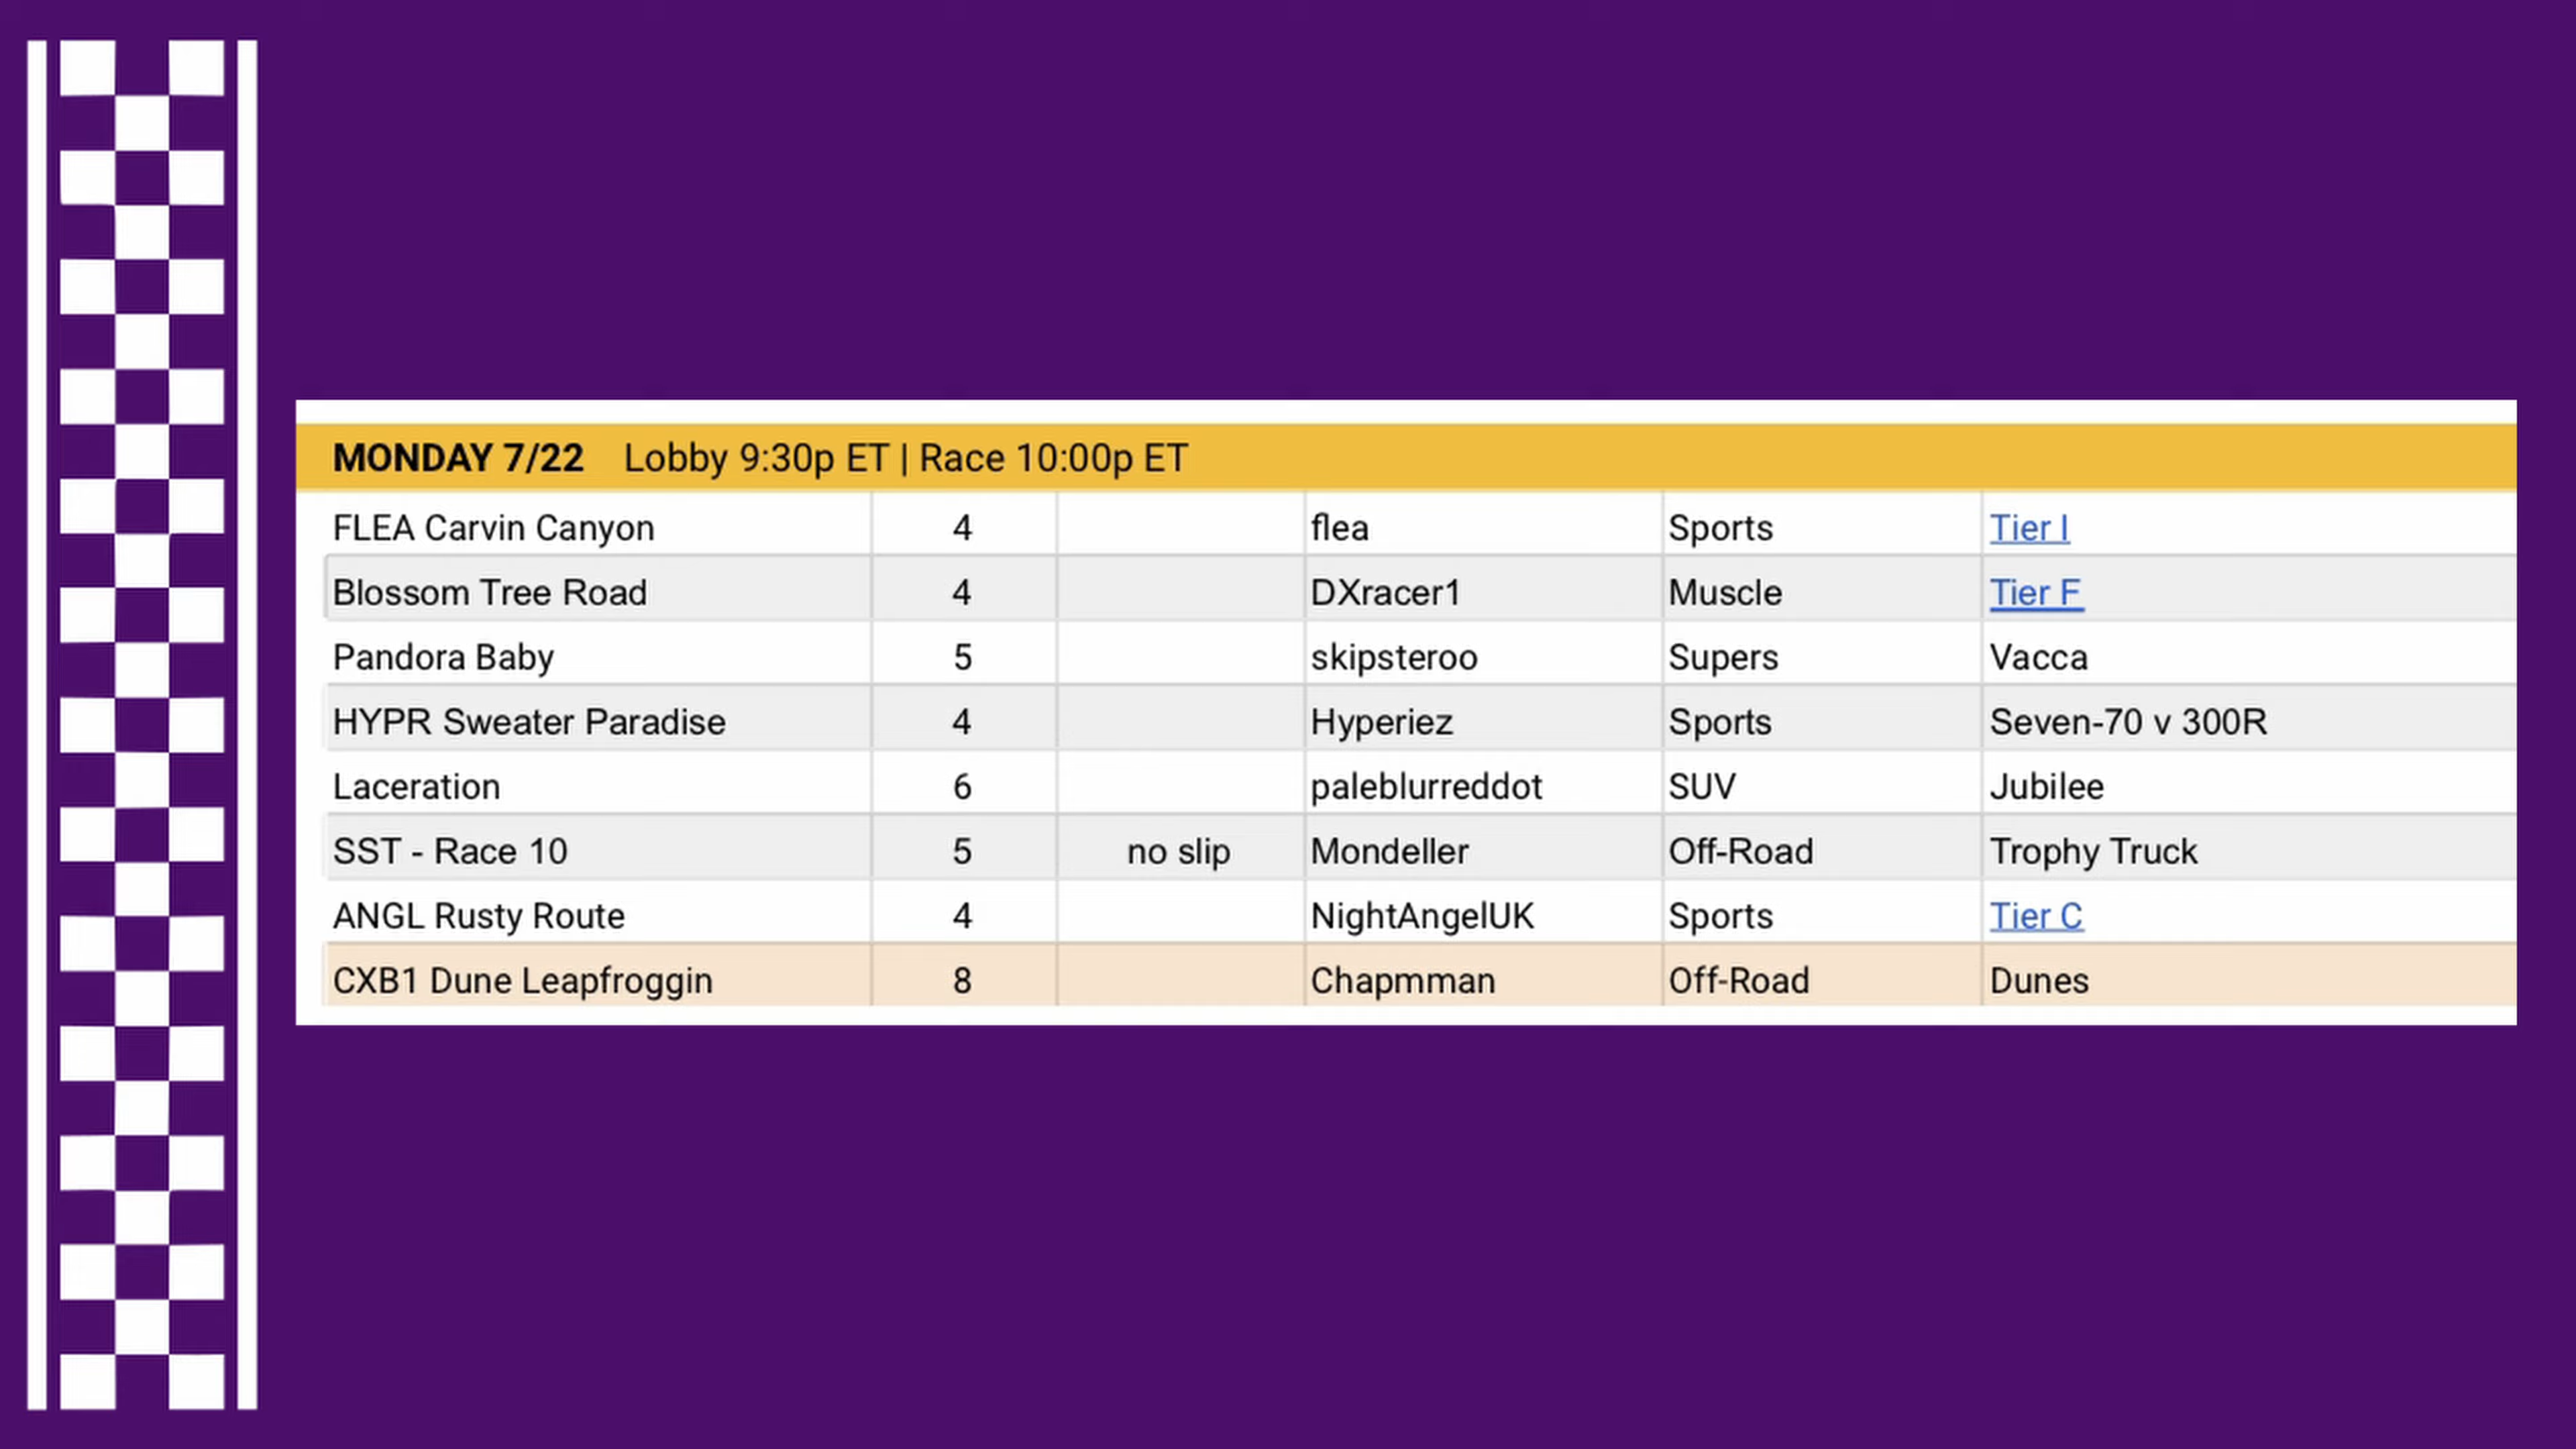 MONDAY 7/22 Lobby 9:30p ET | Race 10:00p ET
FLEA Carvin Canyon 4 flea Sports Tier I
Blossom Tree Road 4 DXracer1 Muscle Tier F
Pandora Baby 5 skipsteroo Supers Vacca
HYPR Sweater Paradise 4 Hyperiez Sports Seven-70 v 300R
Laceration 6 paleblurreddot SUV Jubilee
SST - Race 10 5 no slip Mondeller Off-Road Trophy Truck
ANGL Rusty Route 4 NightAngelUK Sports Tier C
CXB1 Dune Leapfroggin 8 Chapmman Off-Road Dunes